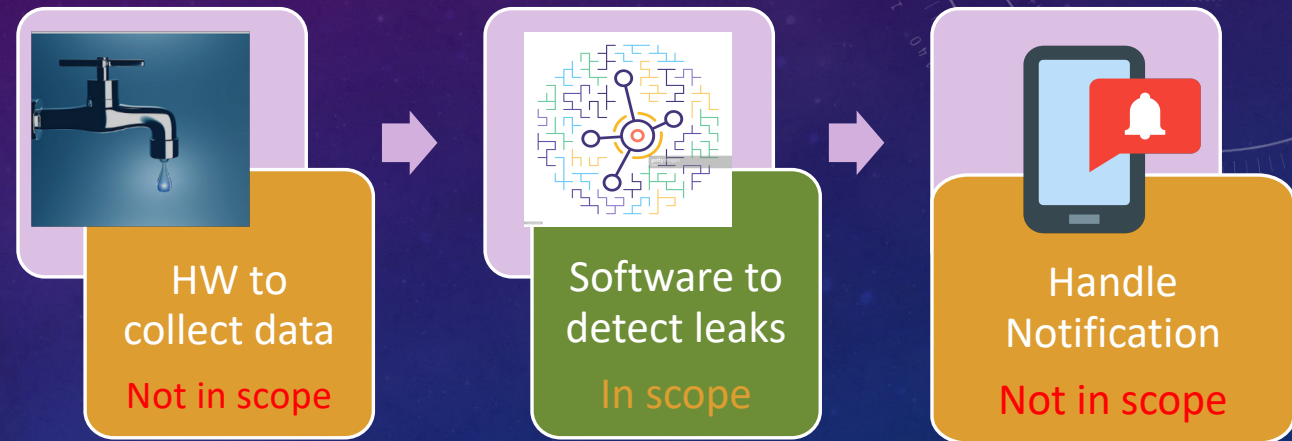 HW to
collect data
Not in scope
Software to
detect leaks
In scope
Handle
Notification
Not in scope